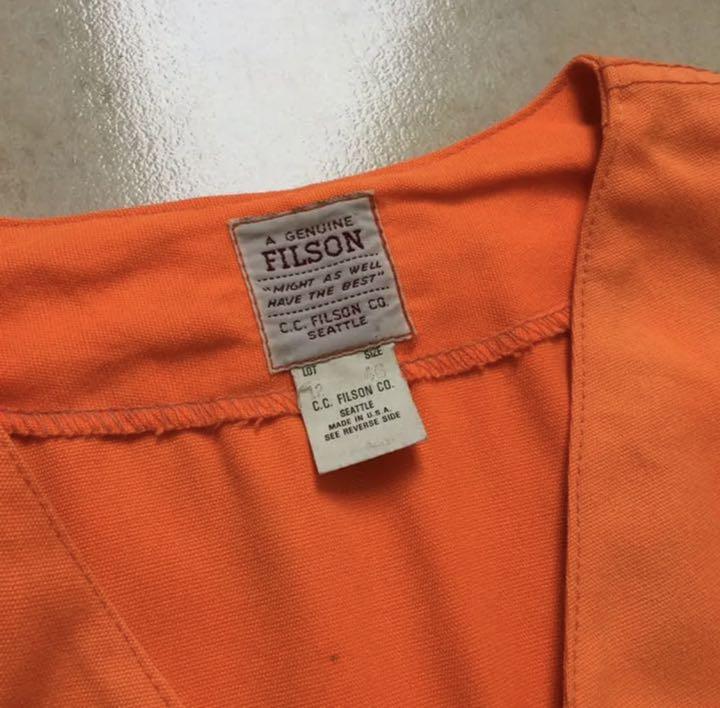 A GENUINE
FILSON
"MIGHT AS WELL
HAVE THE BEST"
C.C. FILSON CO.
SEATTLE
LOT SIZE
C.C. FILSON CO.
SEATTLE
MADE IN U.S.A.
SEE REVERSE SIDE